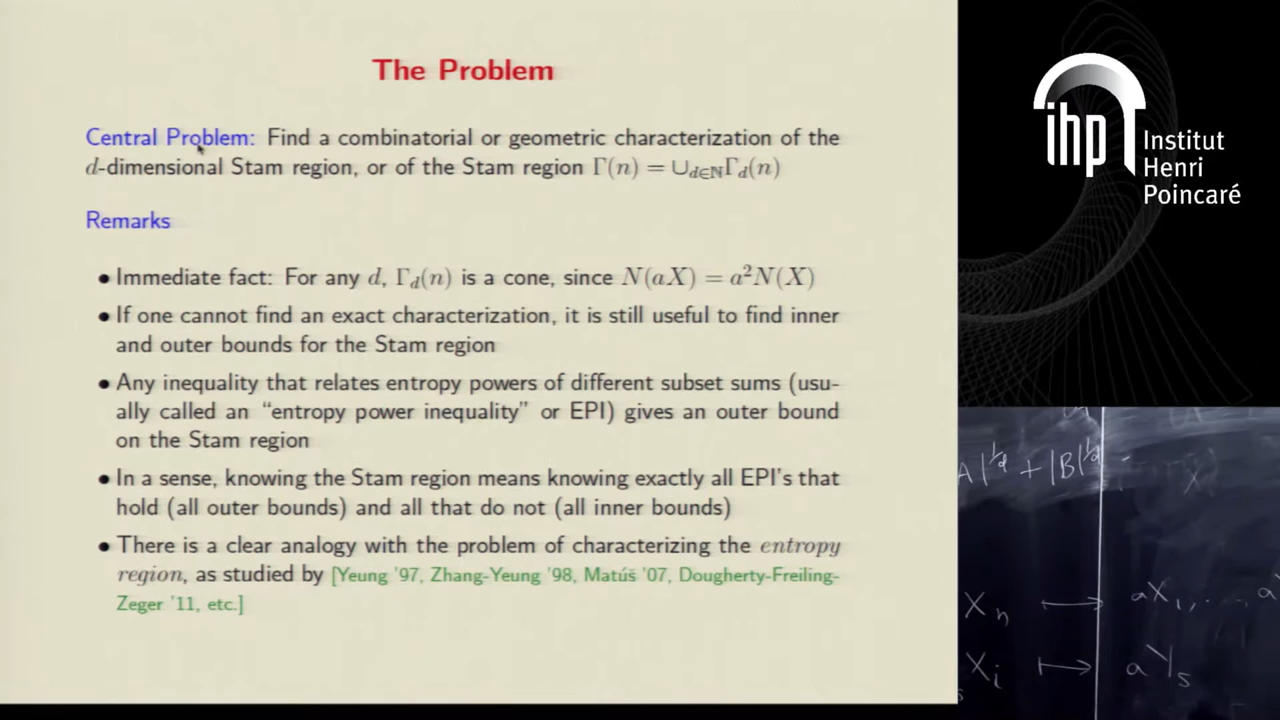 The Problem
Central Problem: Find a combinatorial or geometric characterization of the
d-dimensional Stam region, or of the Stam region Γ(n) = ∪_{d∈ℕ}Γ_d(n)
Remarks
• Immediate fact: For any d, Γ_d(n) is a cone, since N(aX) = a²N(X)
• If one cannot find an exact characterization, it is still useful to find inner
and outer bounds for the Stam region
• Any inequality that relates entropy powers of different subset sums (usu-
ally called an “entropy power inequality” or EPI) gives an outer bound
on the Stam region
• In a sense, knowing the Stam region means knowing exactly all EPI's that
hold (all outer bounds) and all that do not (all inner bounds)
• There is a clear analogy with the problem of characterizing the entropy
region, as studied by [Yeung '97, Zhang-Yeung '98, Matúš '07, Dougherty-Freiling-
Zeger '11, etc.]
ihp
Institut
Henri
Poincaré
A|^{1/d} + |B|^{1/d}
X_n ⟼ aX_1, ... a
X_i ⟼ aY_s